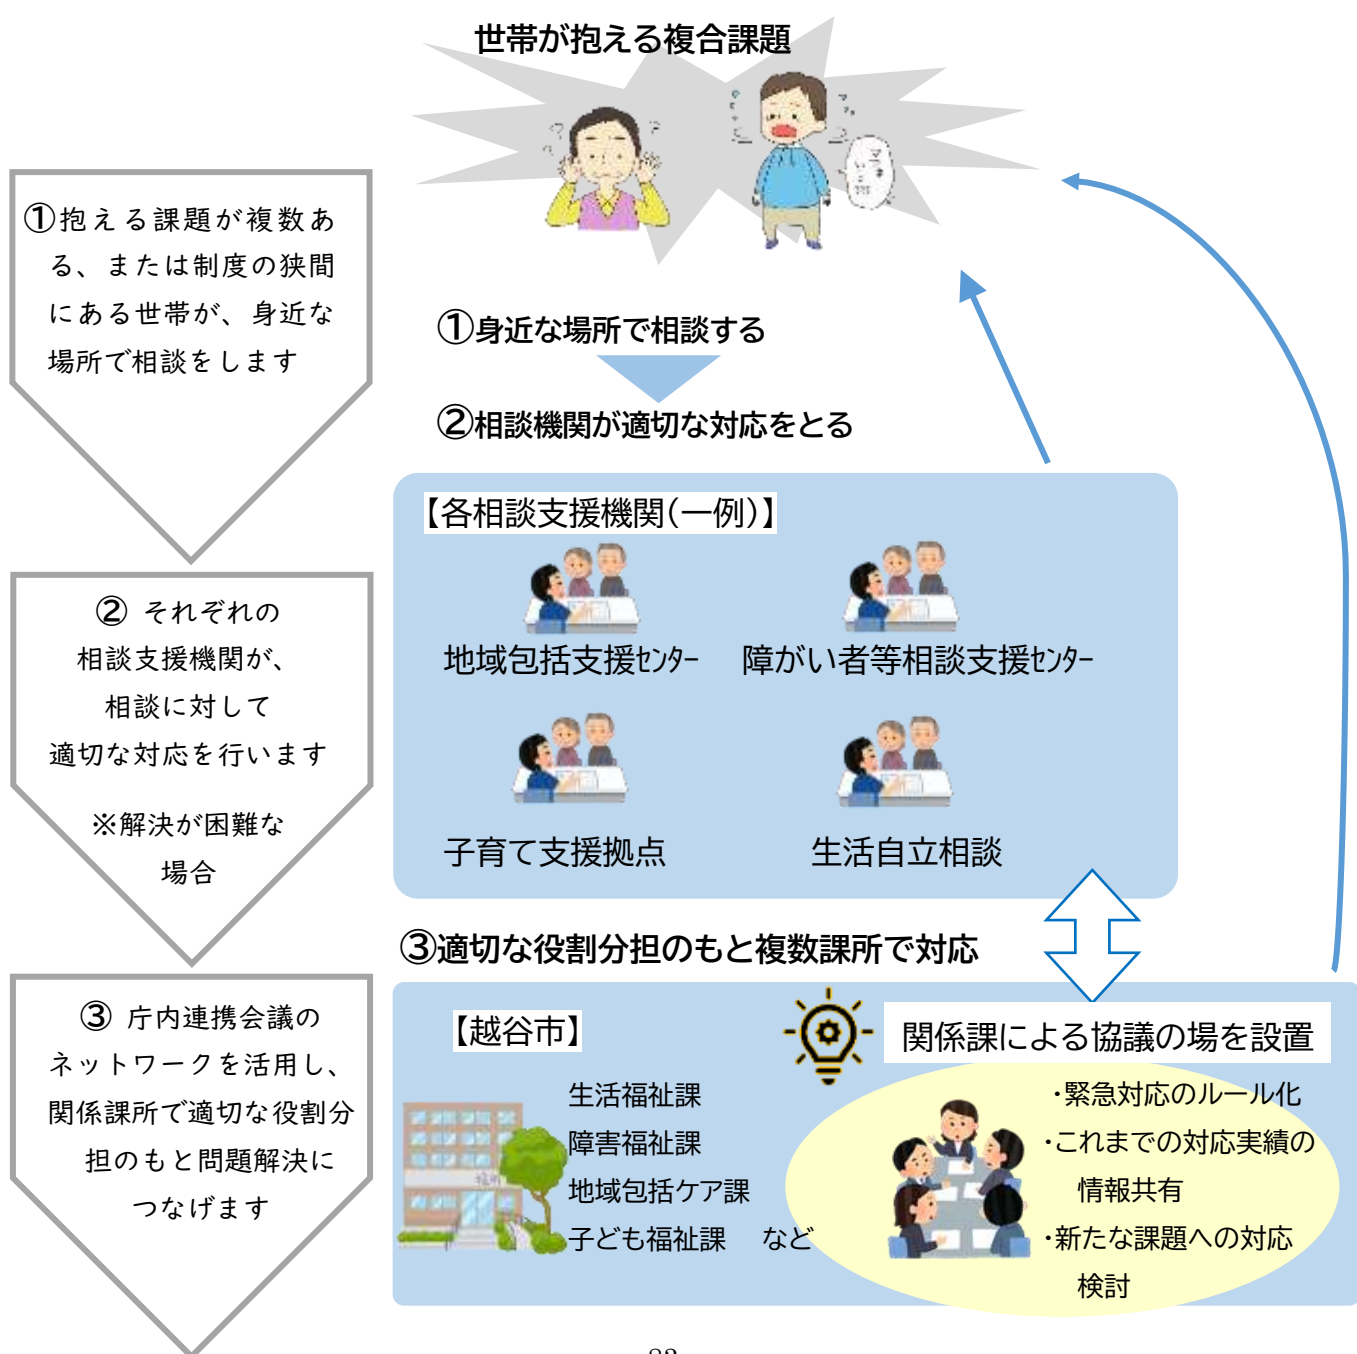 世帯が抱える複合課題
①抱える課題が複数あ
る、または制度の狭間
にある世帯が、身近な
場所で相談をします
①身近な場所で相談する
②相談機関が適切な対応をとる
【各相談支援機関(一例)】
地域包括支援センター
障がい者等相談支援センター
子育て支援拠点
生活自立相談
② それぞれの
相談支援機関が、
相談に対して
適切な対応を行います
※解決が困難な
場合
③適切な役割分担のもと複数課所で対応
③ 庁内連携会議の
ネットワークを活用し、
関係課所で適切な役割分
担のもと問題解決に
つなげます
【越谷市】
生活福祉課
障害福祉課
地域包括ケア課
子ども福祉課 など
関係課による協議の場を設置
・緊急対応のルール化
・これまでの対応実績の
情報共有
・新たな課題への対応
検討